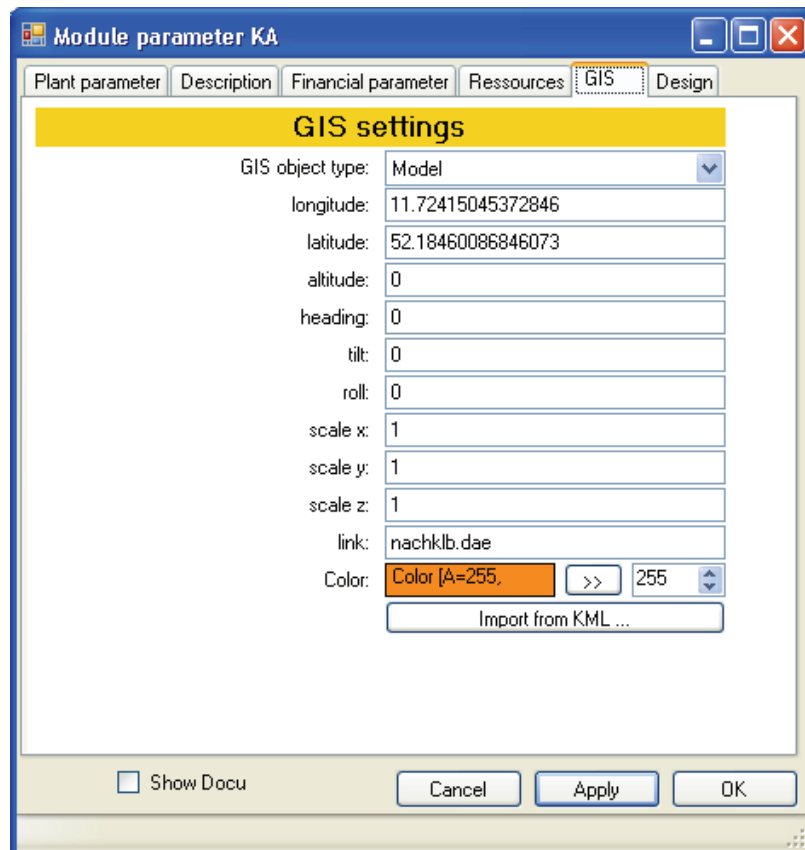 Module parameter KA
Plant parameter Description Financial parameter Ressources GIS Design
GIS settings
GIS object type: Model
longitude: 11.72415045372846
latitude: 52.18460086846073
altitude: 0
heading: 0
tilt: 0
roll: 0
scale x: 1
scale y: 1
scale z: 1
link: nachklb.dae
Color: Color [A=255, >> 255
Import from KML ...
Show Docu Cancel Apply OK